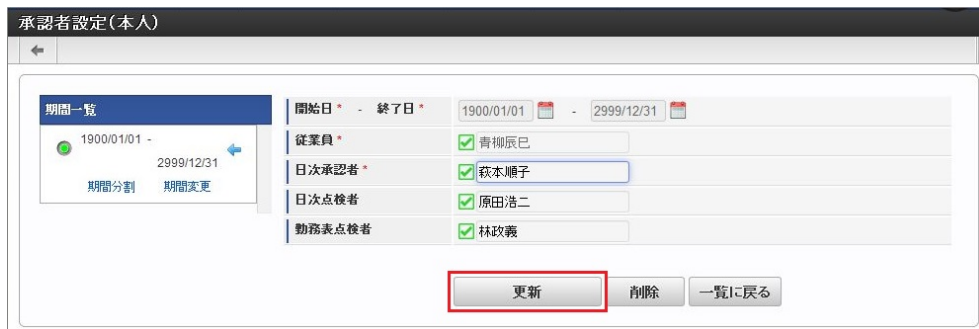 承認者設定(本人)
期間一覧
1900/01/01 -
2999/12/31
期間分割 期間変更
開始日* - 終了日* 1900/01/01 - 2999/12/31
従業員* 青柳辰巳
日次承認者* 萩本順子
日次点検者 原田浩二
勤務表点検者 林政義
更新 削除 一覧に戻る